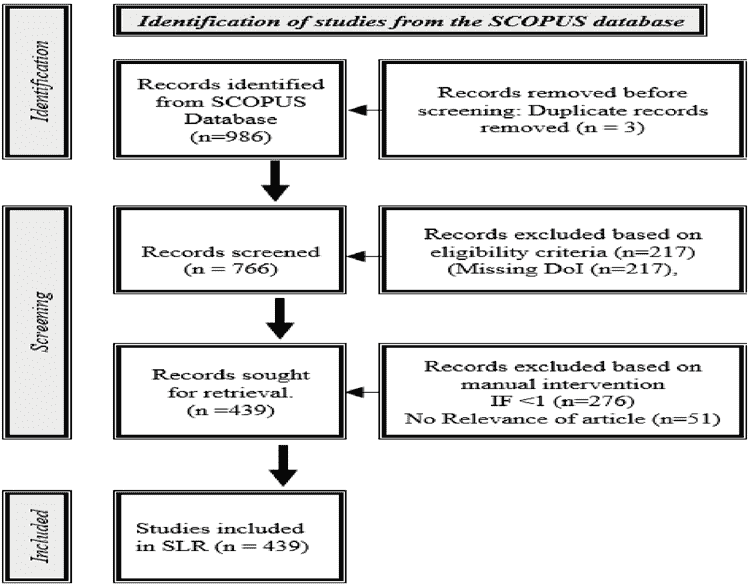 Identification of studies from the SCOPUS database
Identification
Records identified
from SCOPUS
Database
(n=986)
Records removed before
screening: Duplicate records
removed (n = 3)
Screening
Records screened
(n = 766)
Records excluded based on
eligibility criteria (n=217)
(Missing DoI (n=217),
Records sought
for retrieval.
(n =439)
Records excluded based on
manual intervention
IF <1 (n=276)
No Relevance of article (n=51)
Included
Studies included
in SLR (n = 439)